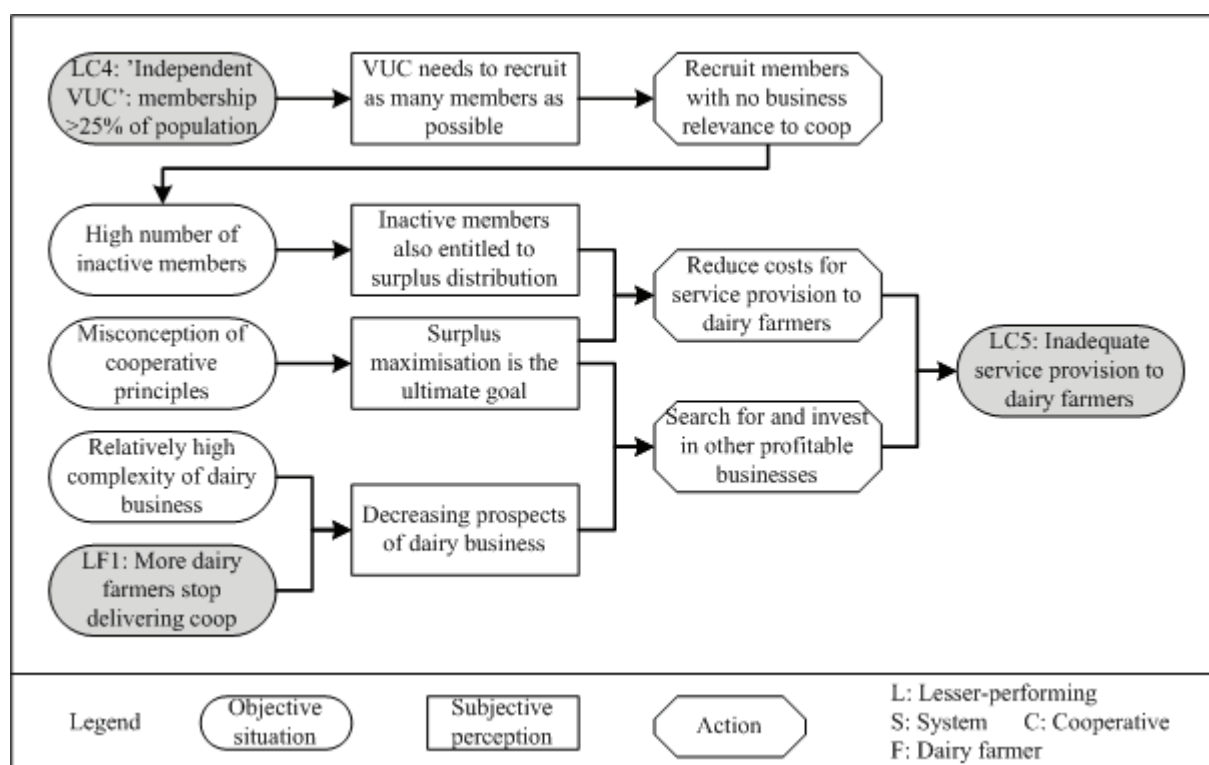 LC4: 'Independent
VUC': membership
>25% of population
VUC needs to recruit
as many members as
possible
Recruit members
with no business
relevance to coop
High number of
inactive members
Inactive members
also entitled to
surplus distribution
Reduce costs for
service provision to
dairy farmers
Misconception of
cooperative
principles
Surplus
maximisation is the
ultimate goal
LC5: Inadequate
service provision to
dairy farmers
Search for and invest
in other profitable
businesses
Relatively high
complexity of dairy
business
Decreasing prospects
of dairy business
LF1: More dairy
farmers stop
delivering coop
Legend
Objective
situation
Subjective
perception
Action
L: Lesser-performing
S: System C: Cooperative
F: Dairy farmer